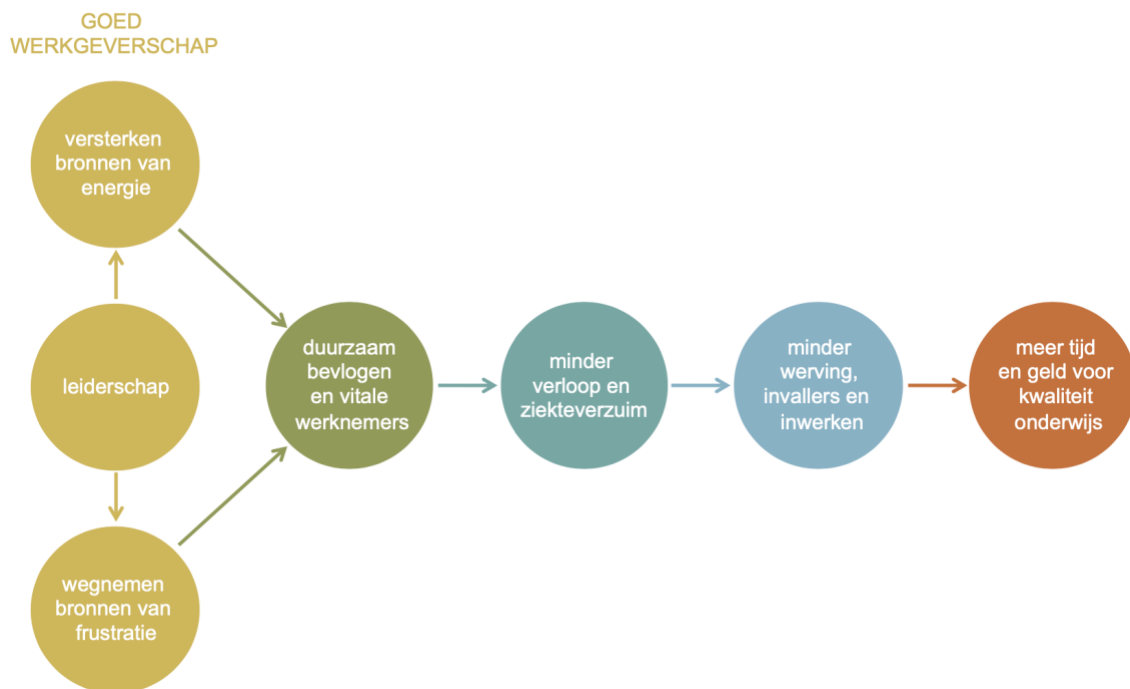 GOED
WERKGEVERSCHAP
versterken
bronnen van
energie
leiderschap
wegnemen
bronnen van
frustratie
duurzaam
bevlogen
en vitale
werknemers
minder
verloop en
ziekteverzuim
minder
werving,
invallers en
inwerken
meer tijd
en geld voor
kwaliteit
onderwijs